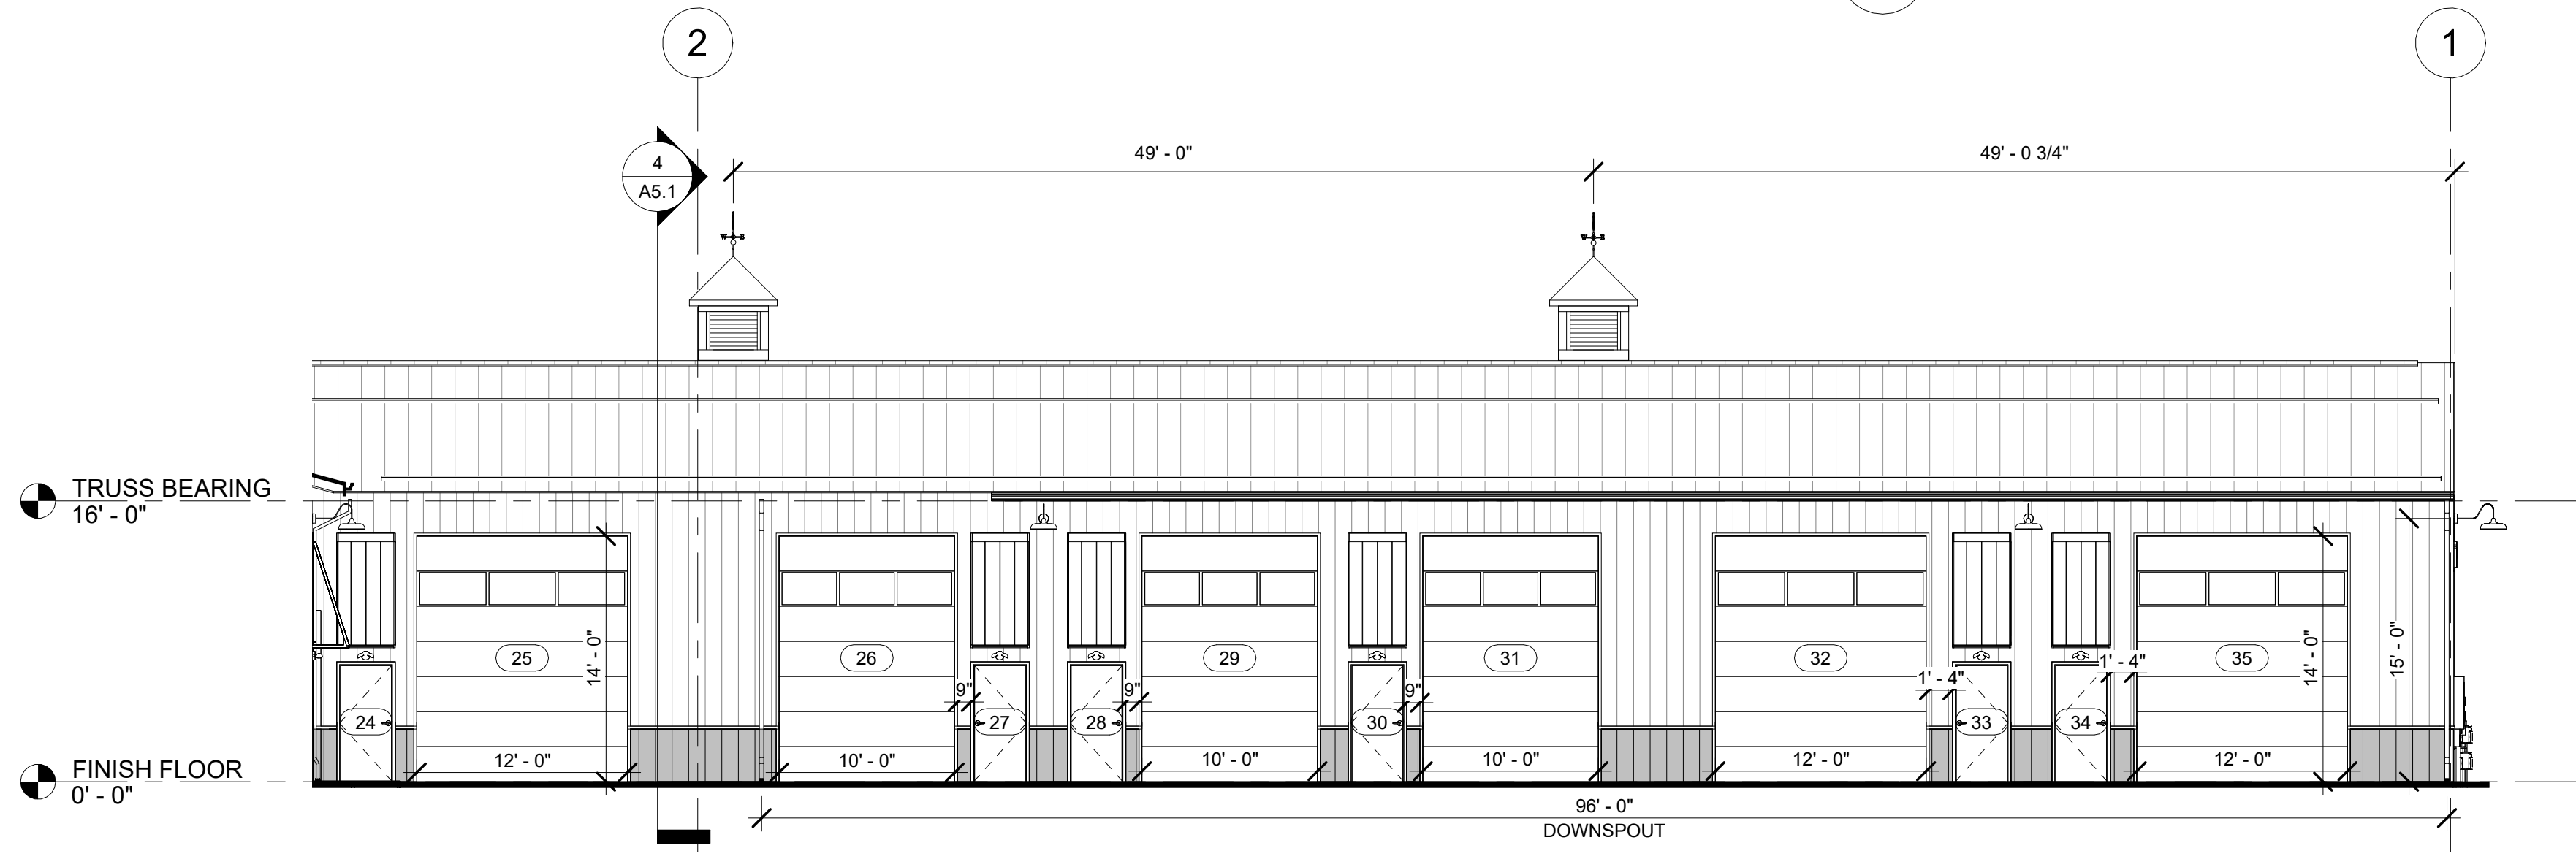 2
1
49' - 0"
49' - 0 3/4"
4
A5.1
W E
W E
TRUSS BEARING
16' - 0"
25
26
29
31
32
35
14' - 0"
14' - 0"
15' - 0"
1' - 4"
1' - 4"
9"
9"
9"
24
27
28
30
33
34
12' - 0"
10' - 0"
10' - 0"
10' - 0"
12' - 0"
12' - 0"
FINISH FLOOR
0' - 0"
96' - 0"
DOWNSPOUT